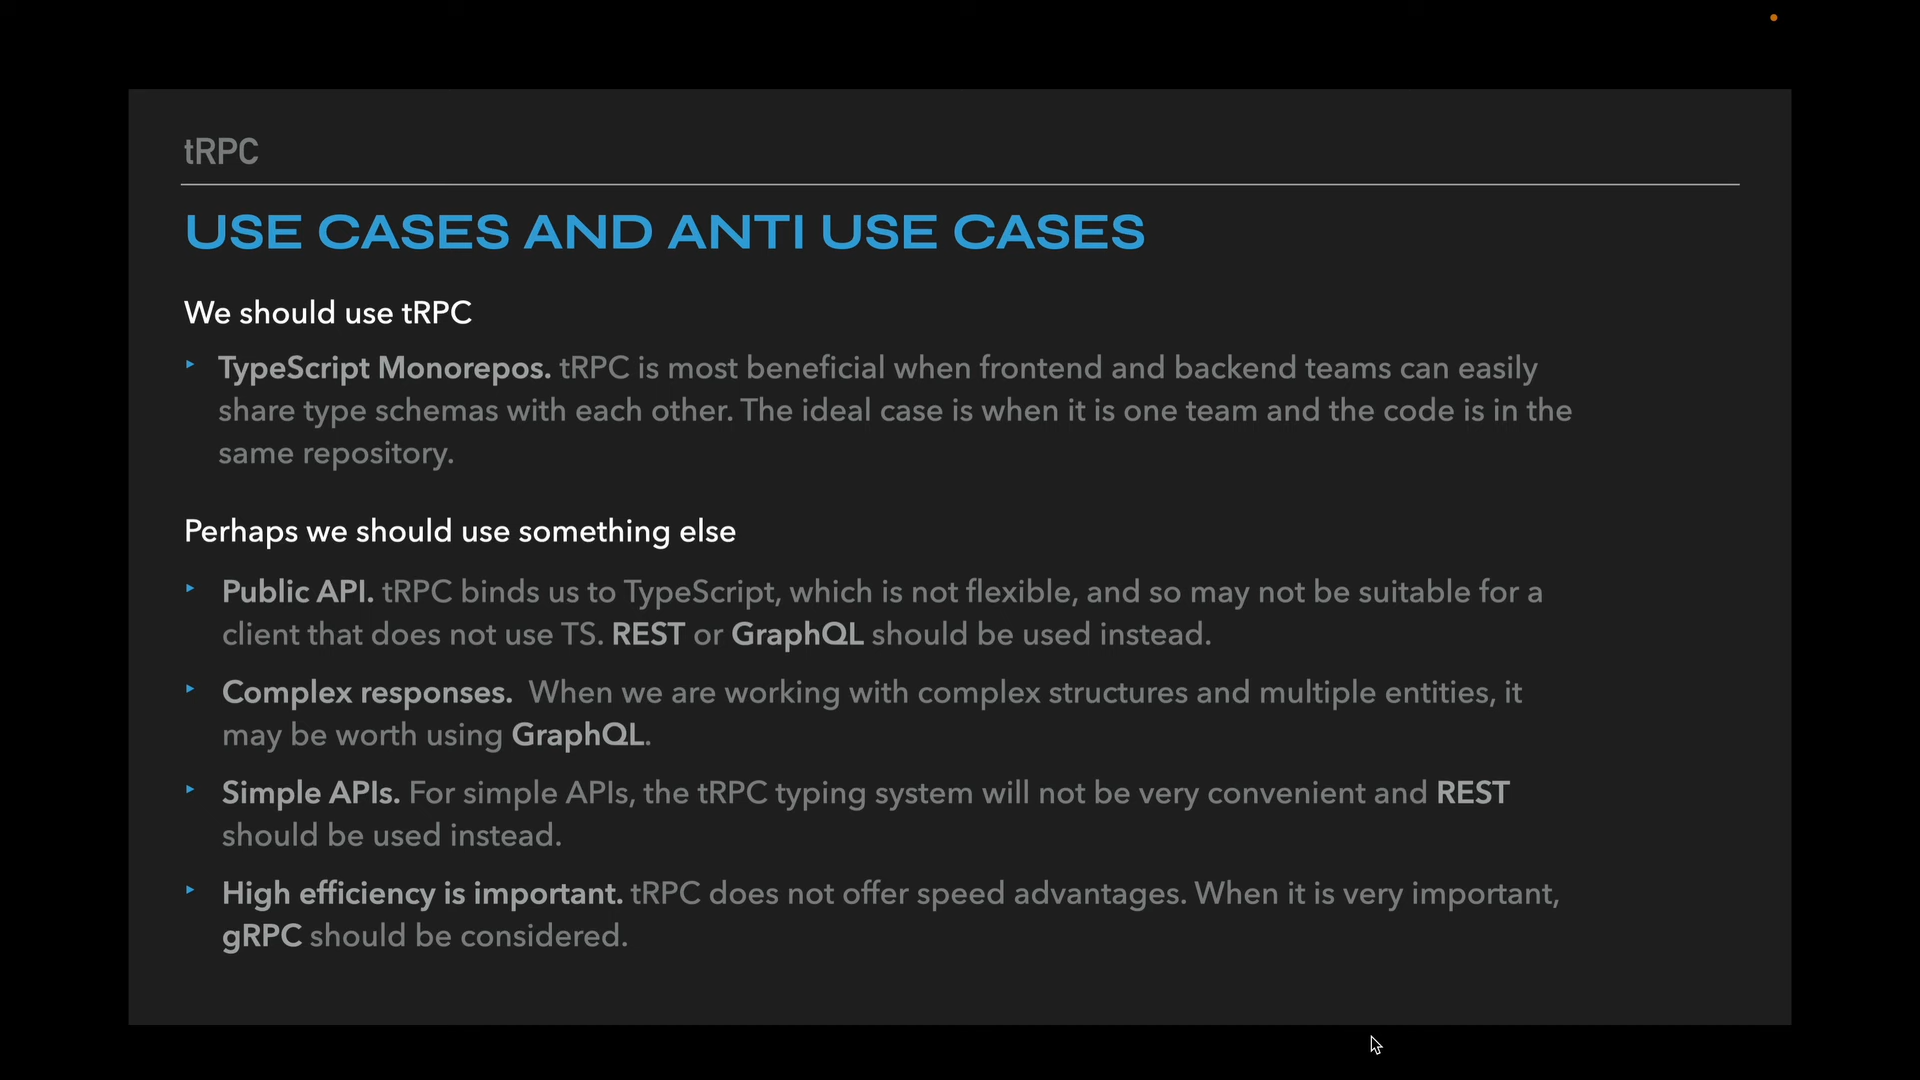 tRPC
USE CASES AND ANTI USE CASES
We should use tRPC
‣ TypeScript Monorepos. tRPC is most beneficial when frontend and backend teams can easily
share type schemas with each other. The ideal case is when it is one team and the code is in the
same repository.
Perhaps we should use something else
‣ Public API. tRPC binds us to TypeScript, which is not flexible, and so may not be suitable for a
client that does not use TS. REST or GraphQL should be used instead.
‣ Complex responses.  When we are working with complex structures and multiple entities, it
may be worth using GraphQL.
‣ Simple APIs. For simple APIs, the tRPC typing system will not be very convenient and REST
should be used instead.
‣ High efficiency is important. tRPC does not offer speed advantages. When it is very important,
gRPC should be considered.